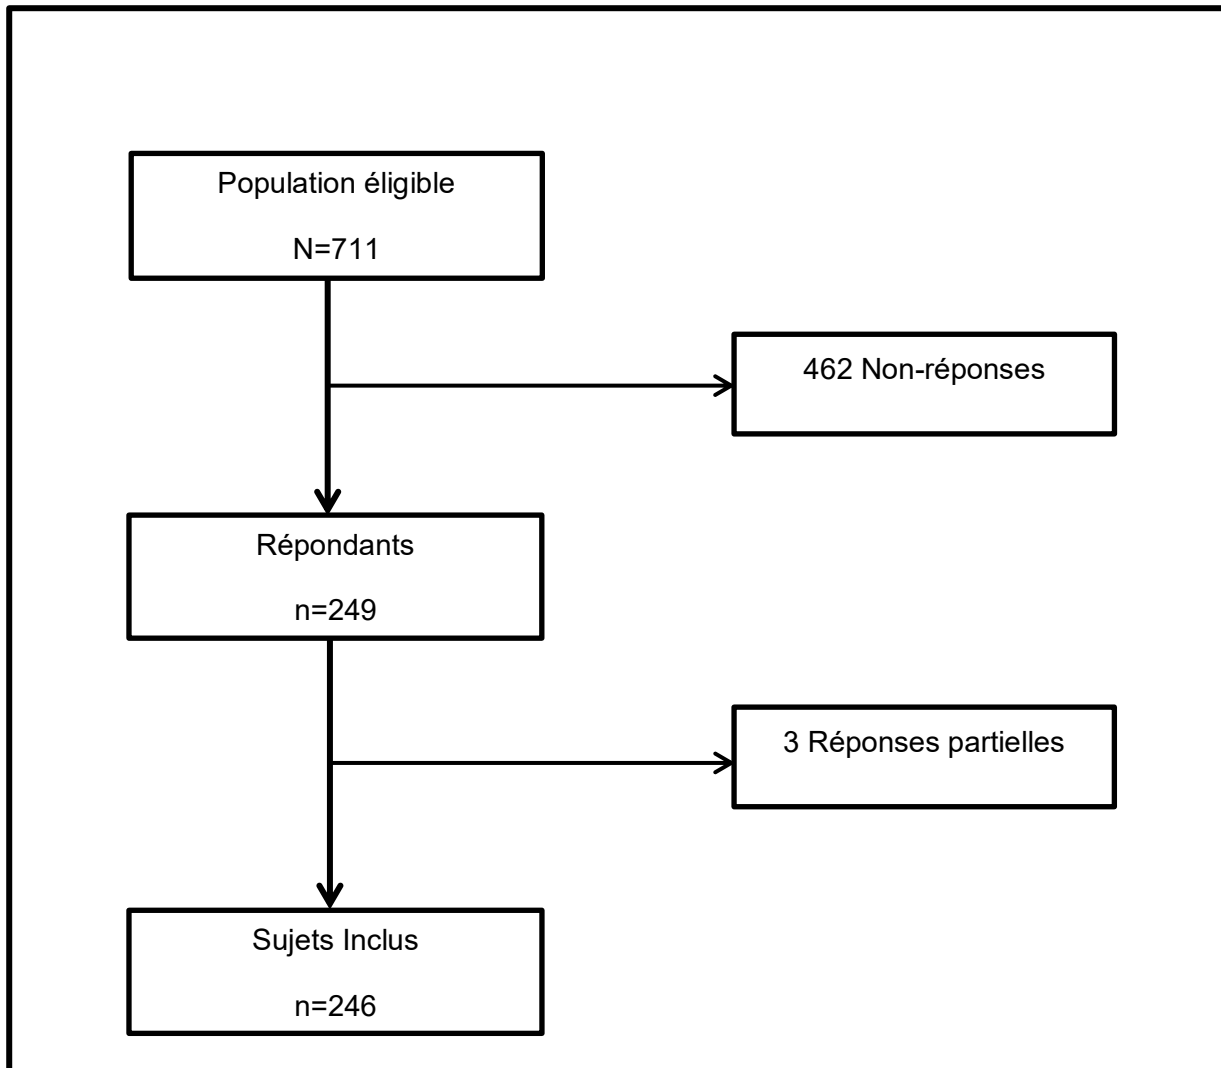 Population éligible
N=711
462 Non-réponses
Répondants
n=249
3 Réponses partielles
Sujets Inclus
n=246